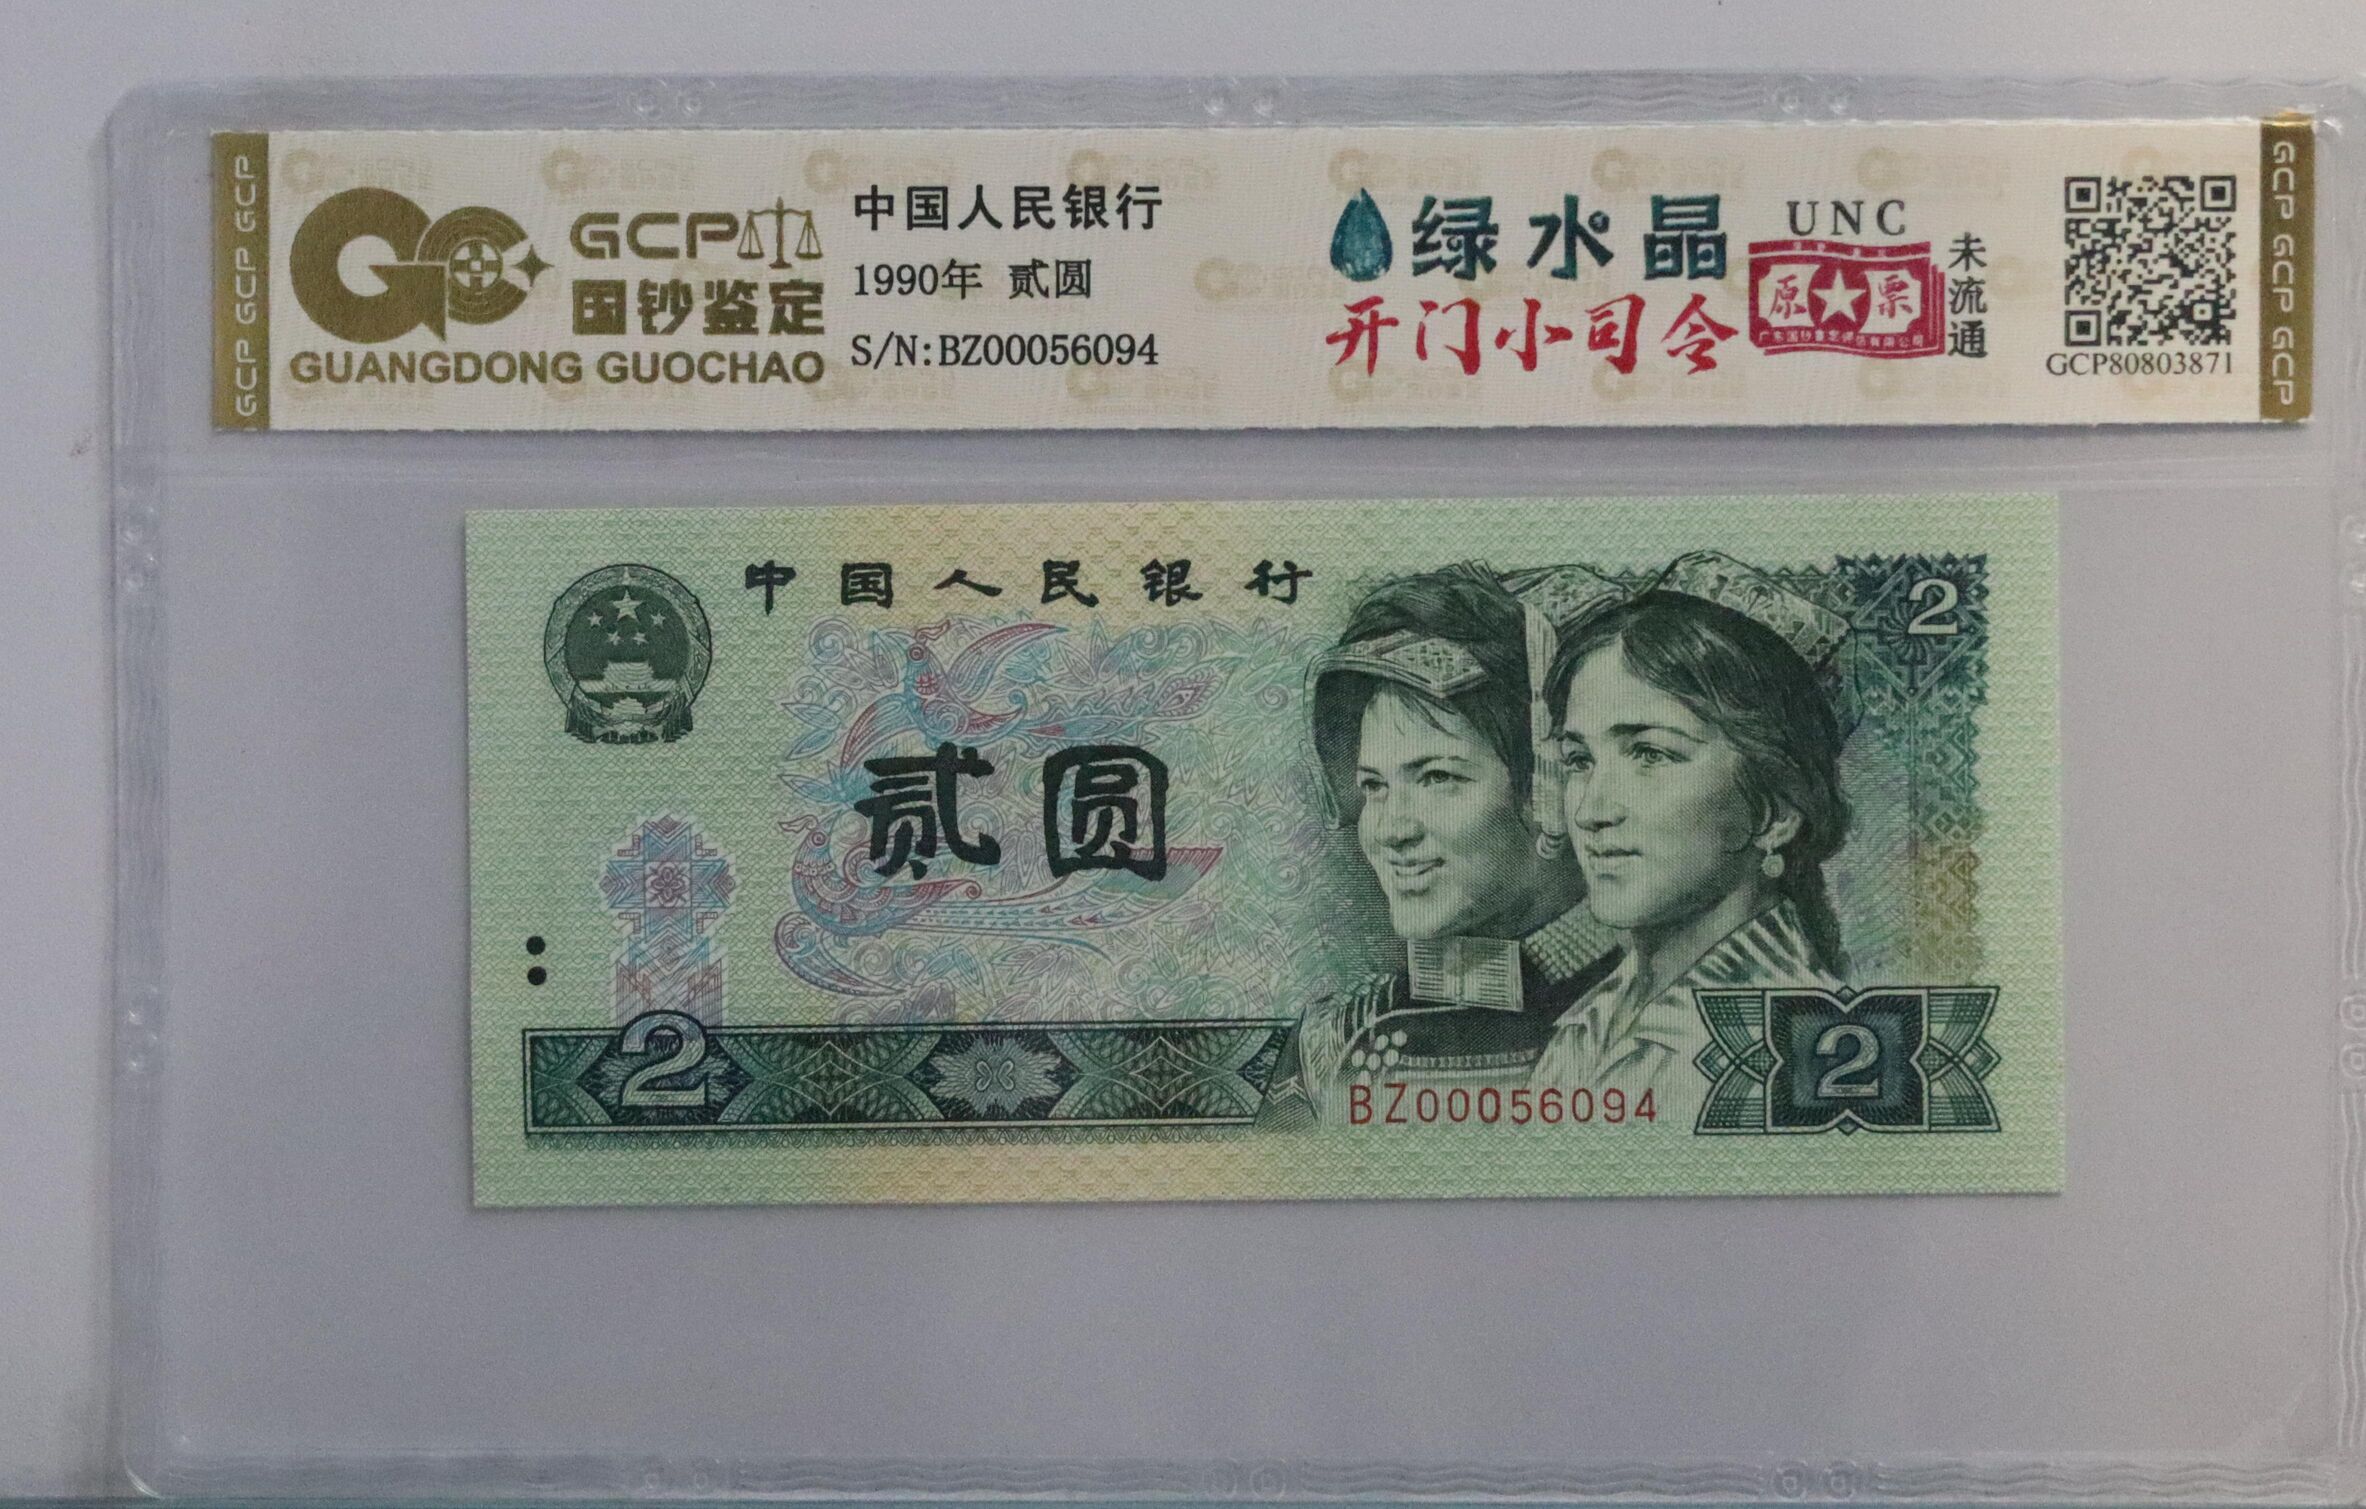 GCP GCP GCP
GCP
国钞鉴定
GUANGDONG GUOCHAO
中国人民银行
1990年 贰圆
S/N:BZ00056094
绿水晶
开门小司令
UNC
原票
未流通
GCP80803871
GCP GCP GCP
中国人民银行
2
贰圆
2
BZ00056094
2